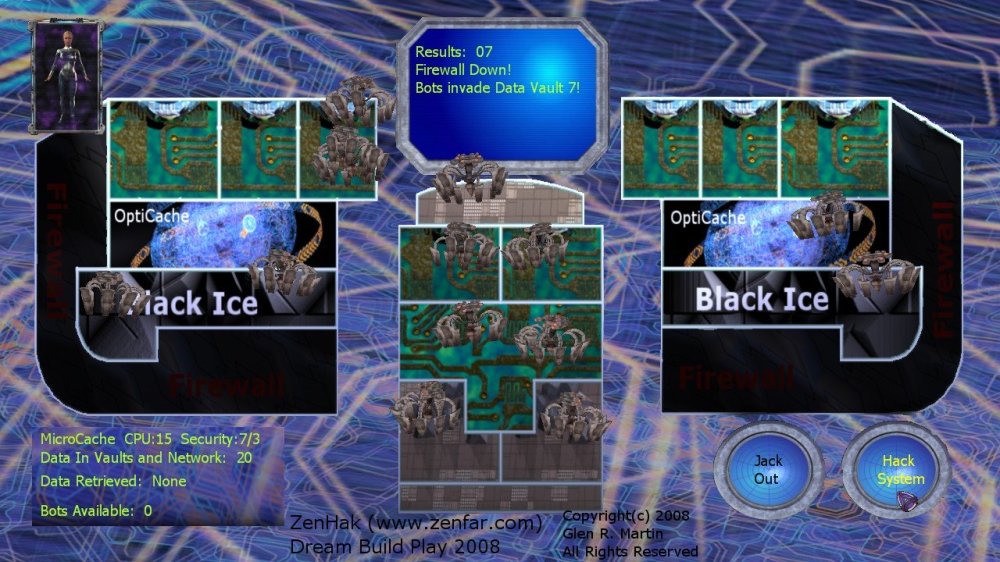 Results: 07
Firewall Down!
Bots invade Data Vault 7!
OptiCache
OptiCache
Firewall
Firewall
Black Ice
Black Ice
Firewall
Firewall
MicroCache CPU:15 Security:7/3
Data In Vaults and Network: 20
Data Retrieved: None
Bots Available: 0
Jack
Out
Hack
System
ZenHak (www.zenfar.com)
Dream Build Play 2008
Copyright(c) 2008
Glen R. Martin
All Rights Reserved